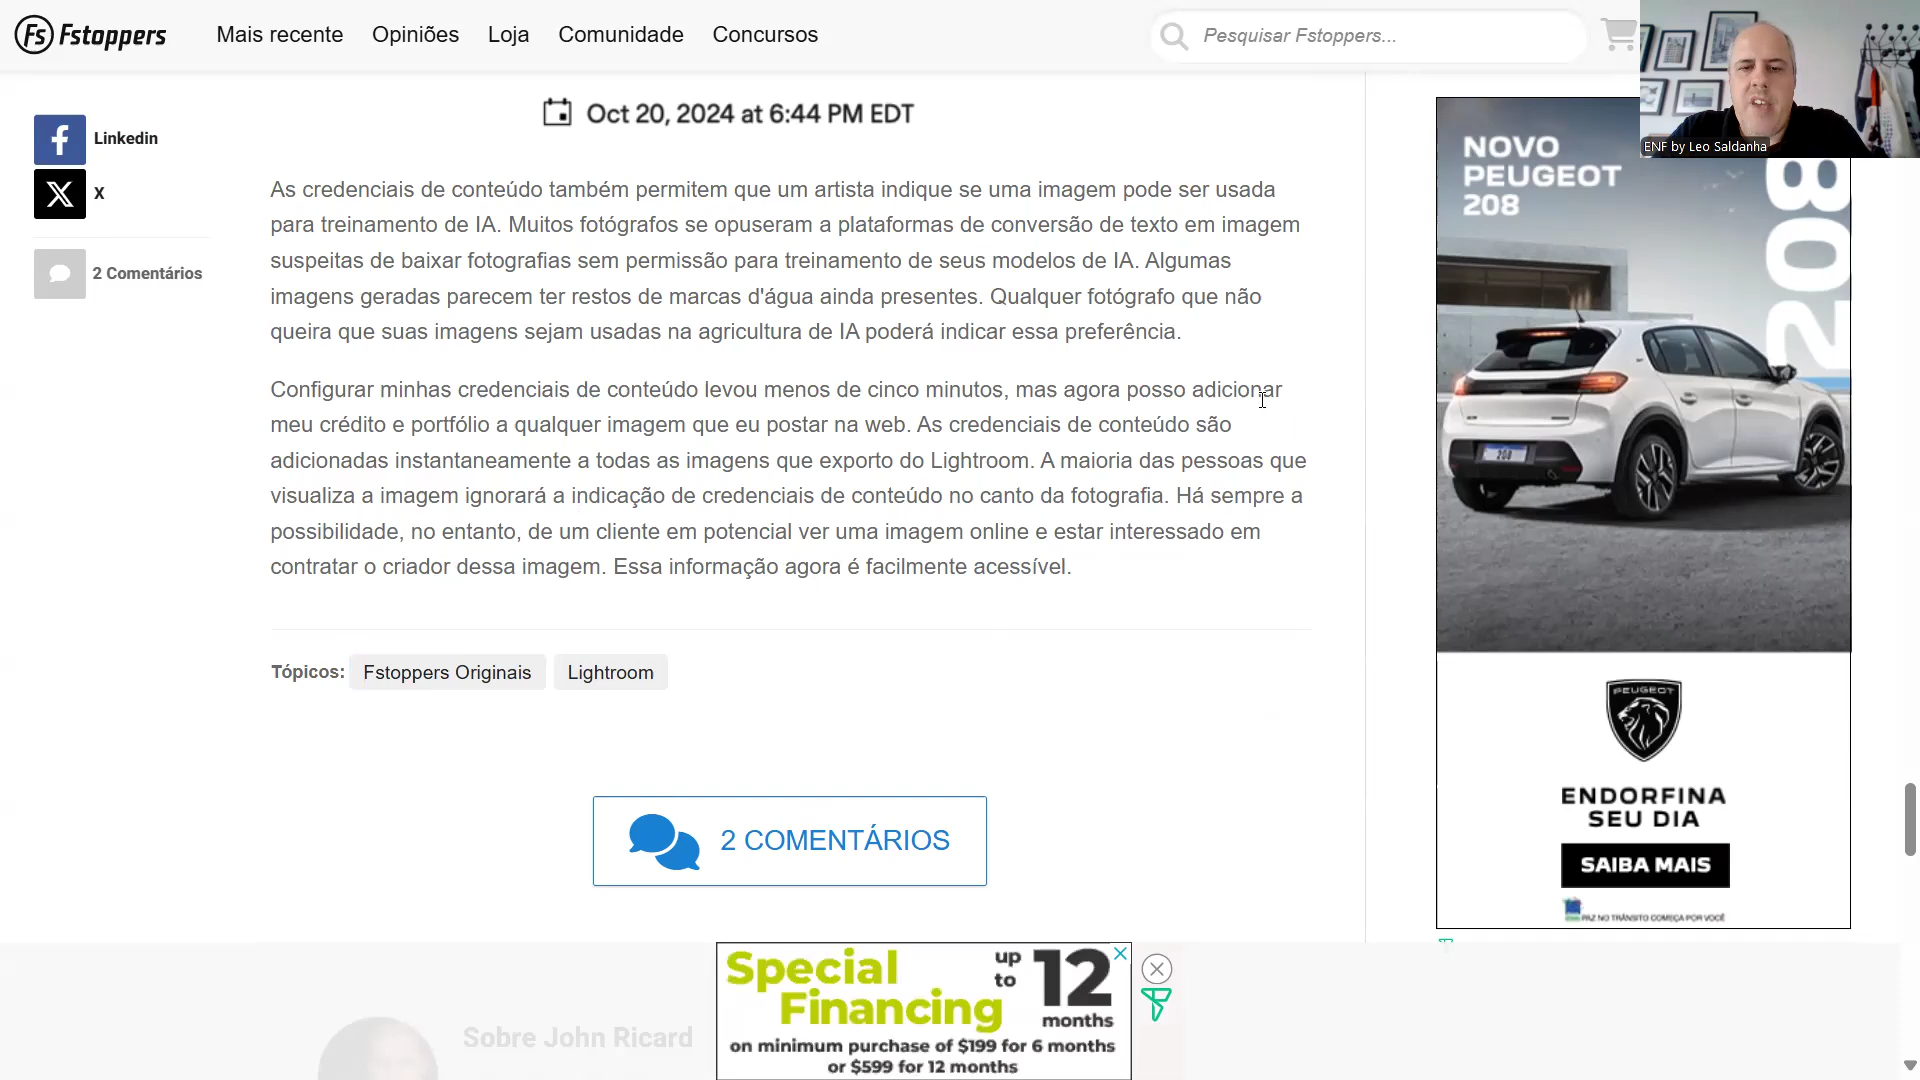 Fs Fstoppers
Mais recente
Opiniões
Loja
Comunidade
Concursos
Pesquisar Fstoppers...
ENF by Leo Saldanha
Linkedin
X
2 Comentários
Oct 20, 2024 at 6:44 PM EDT
As credenciais de conteúdo também permitem que um artista indique se uma imagem pode ser usada
para treinamento de IA. Muitos fotógrafos se opuseram a plataformas de conversão de texto em imagem
suspeitas de baixar fotografias sem permissão para treinamento de seus modelos de IA. Algumas
imagens geradas parecem ter restos de marcas d'água ainda presentes. Qualquer fotógrafo que não
queira que suas imagens sejam usadas na agricultura de IA poderá indicar essa preferência.
Configurar minhas credenciais de conteúdo levou menos de cinco minutos, mas agora posso adicionar
meu crédito e portfólio a qualquer imagem que eu postar na web. As credenciais de conteúdo são
adicionadas instantaneamente a todas as imagens que exporto do Lightroom. A maioria das pessoas que
visualiza a imagem ignorará a indicação de credenciais de conteúdo no canto da fotografia. Há sempre a
possibilidade, no entanto, de um cliente em potencial ver uma imagem online e estar interessado em
contratar o criador dessa imagem. Essa informação agora é facilmente acessível.
Tópicos:
Fstoppers Originais
Lightroom
2 COMENTÁRIOS
Sobre John Ricard
NOVO
PEUGEOT
208
208
208
PEUGEOT
ENDORFINA
SEU DIA
SAIBA MAIS
PAZ NO TRÂNSITO COMEÇA POR VOCÊ
Special
Financing
up
to
12
months
on minimum purchase of $199 for 6 months
or $599 for 12 months